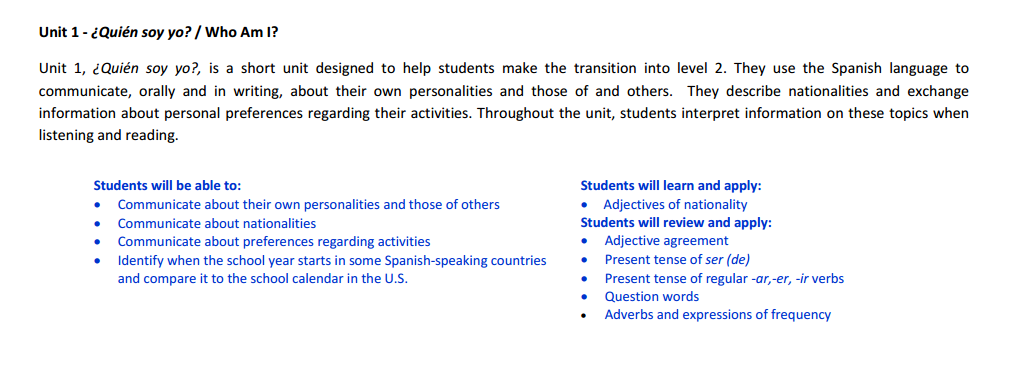 Unit 1 - ¿Quién soy yo? / Who Am I?
Unit 1, ¿Quién soy yo?, is a short unit designed to help students make the transition into level 2. They use the Spanish language to
communicate, orally and in writing, about their own personalities and those of and others. They describe nationalities and exchange
information about personal preferences regarding their activities. Throughout the unit, students interpret information on these topics when
listening and reading.
Students will be able to:
• Communicate about their own personalities and those of others
• Communicate about nationalities
• Communicate about preferences regarding activities
• Identify when the school year starts in some Spanish-speaking countries
and compare it to the school calendar in the U.S.
Students will learn and apply:
• Adjectives of nationality
Students will review and apply:
• Adjective agreement
• Present tense of ser (de)
• Present tense of regular -ar,-er, -ir verbs
• Question words
• Adverbs and expressions of frequency